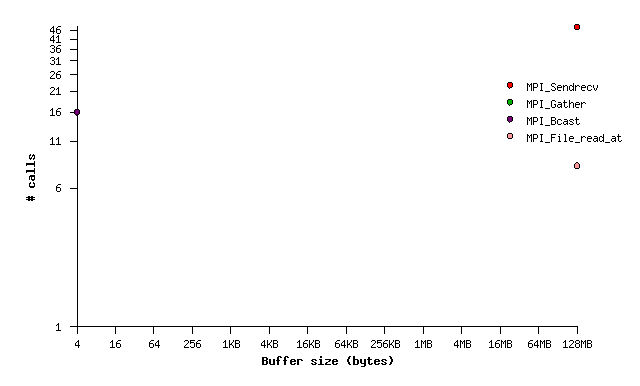 46
41
36
31
26
21
16
11
6
1
# calls
MPI_Sendrecv
MPI_Gather
MPI_Bcast
MPI_File_read_at
4 16 64 256 1KB 4KB 16KB 64KB 256KB 1MB 4MB 16MB 64MB 128MB
Buffer size (bytes)